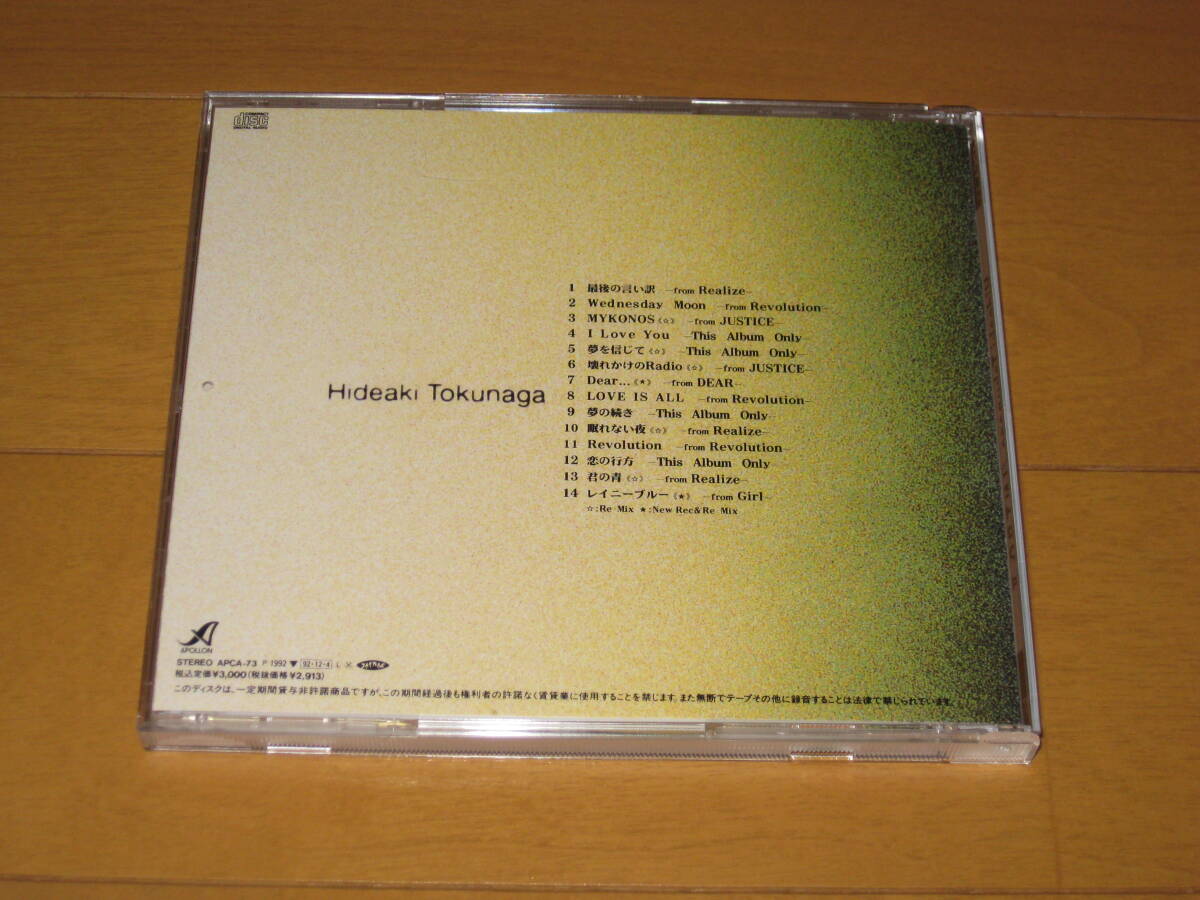 disc
DIGITAL AUDIO
1 最後の言い訳 —from Realize—
2 Wednesday Moon —from Revolution—
3 MYKONOS《☆》 —from JUSTICE—
4 I Love You —This Album Only—
5 夢を信じて《☆》 —This Album Only—
6 壊れかけのRadio《☆》 —from JUSTICE—
7 Dear...《★》 —from DEAR—
8 LOVE IS ALL —from Revolution—
Hideaki Tokunaga
9 夢の続き —This Album Only—
10 眠れない夜《☆》 —from Realize—
11 Revolution —from Revolution—
12 恋の行方 —This Album Only—
13 君の青《☆》 —from Realize—
14 レイニーブルー《★》 —from Girl—
☆:Re Mix ★:New Rec&Re Mix
APOLLON
STEREO APCA-73 P 1992 ▼ 92·12·4 L ×
税込定価¥3,000(税抜価格¥2,913)
このディスクは、一定期間貸与非許諾商品ですが、この期間経過後も権利者の許諾なく賃貸業に使用することを禁じます。また無断でテープその他に録音することは法律で禁じられています。